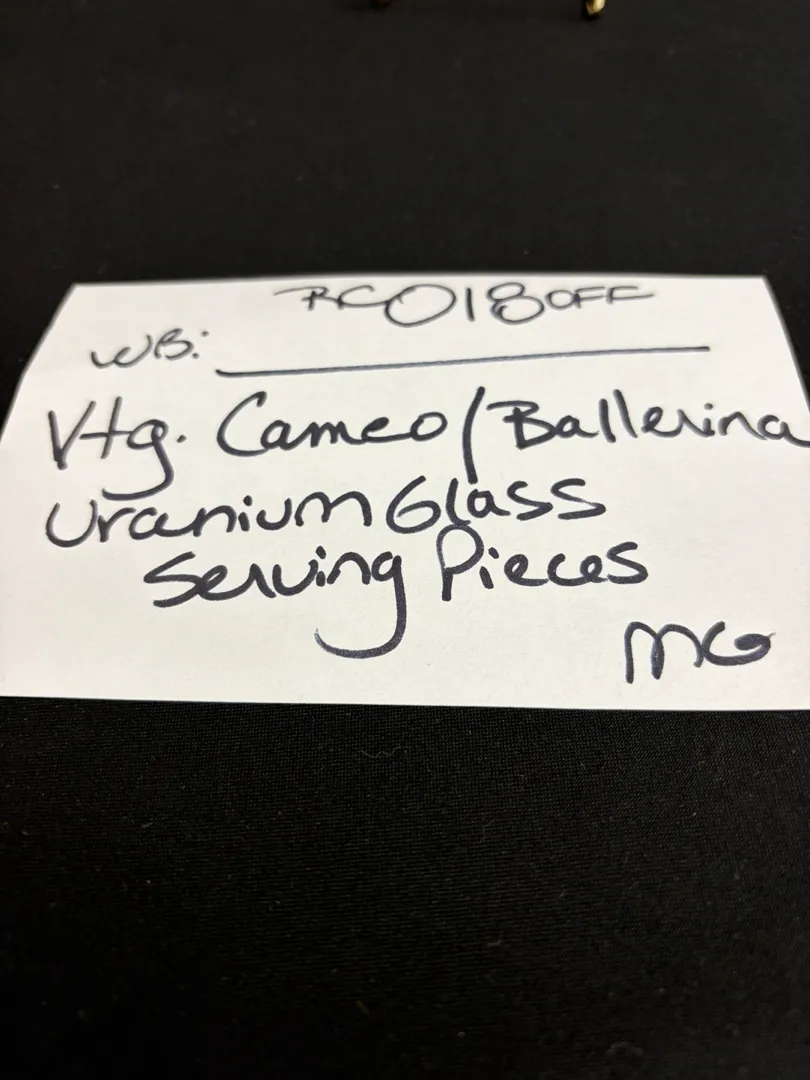 RC018OFF
WB:
Vtg. Cameo/Ballerina
Uranium Glass
Serving Pieces
MG